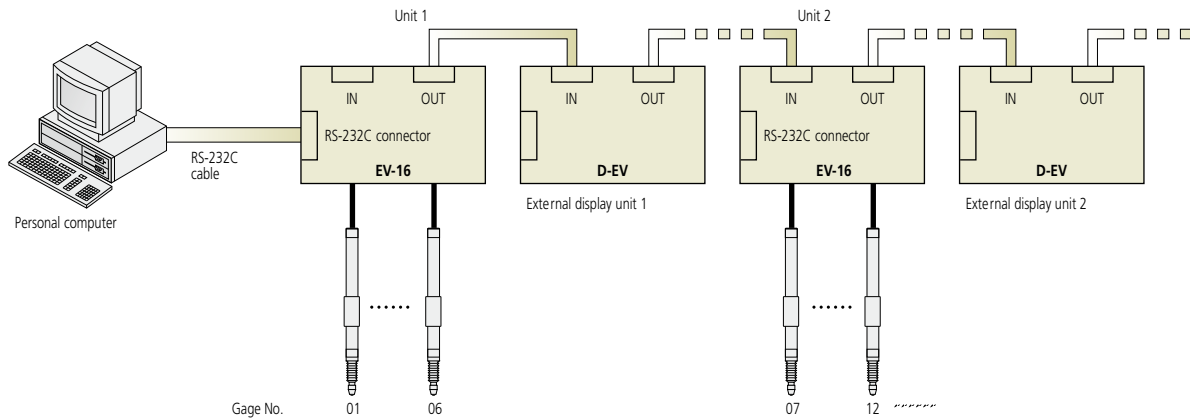 Unit 1
Unit 2
IN
OUT
IN
OUT
IN
OUT
IN
OUT
RS-232C connector
RS-232C connector
RS-232C
cable
EV-16
D-EV
EV-16
D-EV
Personal computer
External display unit 1
External display unit 2
Gage No.
01
06
07
12